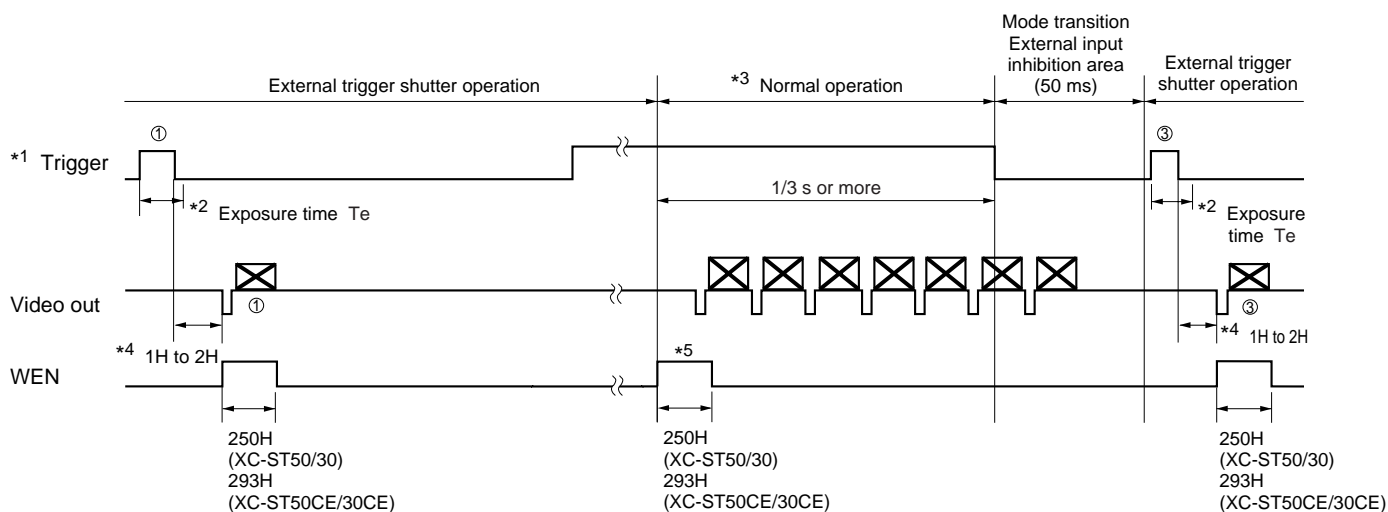 Mode transition
External input
inhibition area
(50 ms)
External trigger shutter operation
*3 Normal operation
External trigger
shutter operation
*1 Trigger
①
③
1/3 s or more
*2 Exposure time Te
*2 Exposure
time Te
Video out
①
③
*4 1H to 2H
*4 1H to 2H
WEN
*5
250H
(XC-ST50/30)
293H
(XC-ST50CE/30CE)
250H
(XC-ST50/30)
293H
(XC-ST50CE/30CE)
250H
(XC-ST50/30)
293H
(XC-ST50CE/30CE)